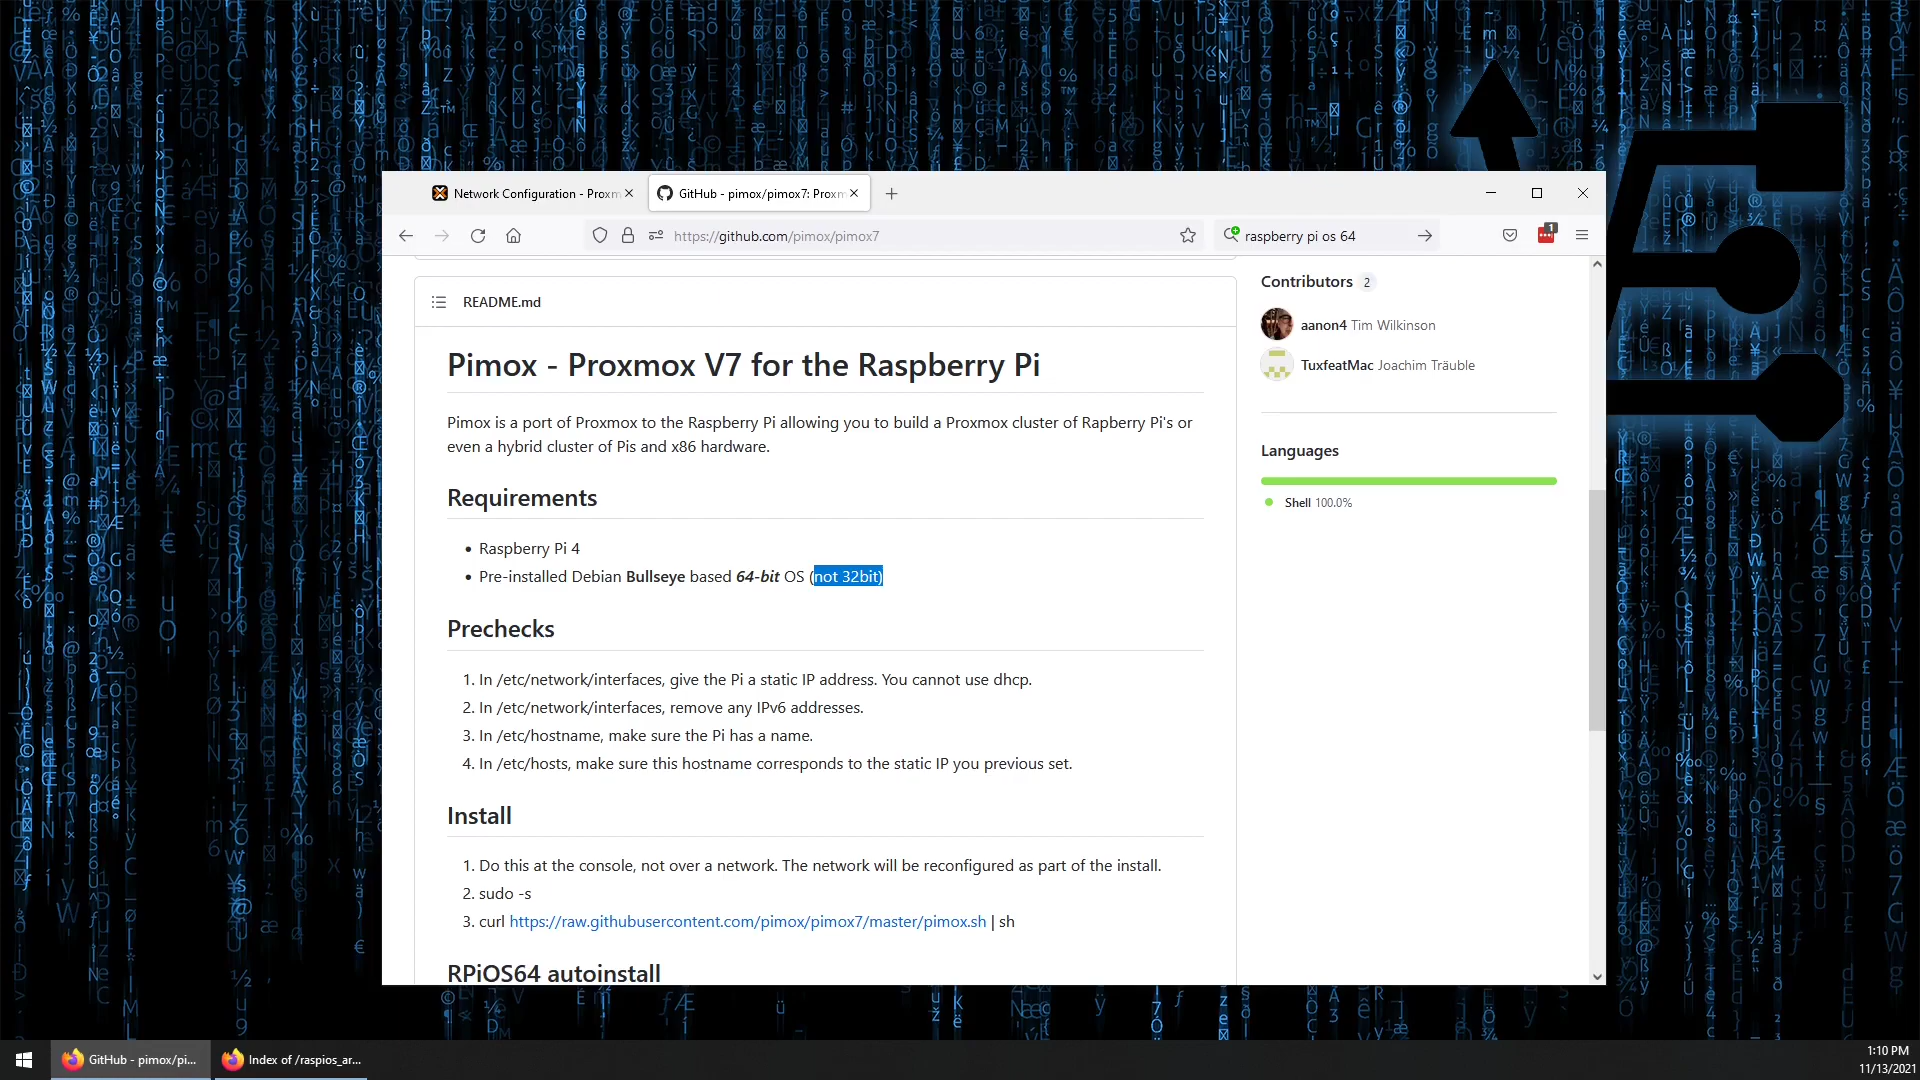 Network Configuration - Proxm
GitHub - pimox/pimox7: Proxm
https://github.com/pimox/pimox7
raspberry pi os 64
1
README.md
Pimox - Proxmox V7 for the Raspberry Pi
Pimox is a port of Proxmox to the Raspberry Pi allowing you to build a Proxmox cluster of Rapberry Pi's or
even a hybrid cluster of Pis and x86 hardware.
Requirements
• Raspberry Pi 4
• Pre-installed Debian Bullseye based 64-bit OS (not 32bit)
Prechecks
1. In /etc/network/interfaces, give the Pi a static IP address. You cannot use dhcp.
2. In /etc/network/interfaces, remove any IPv6 addresses.
3. In /etc/hostname, make sure the Pi has a name.
4. In /etc/hosts, make sure this hostname corresponds to the static IP you previous set.
Install
1. Do this at the console, not over a network. The network will be reconfigured as part of the install.
2. sudo -s
3. curl https://raw.githubusercontent.com/pimox/pimox7/master/pimox.sh | sh
RPiOS64 autoinstall
Contributors 2
aanon4 Tim Wilkinson
TuxfeatMac Joachim Träuble
Languages
Shell 100.0%
GitHub - pimox/pi...
Index of /raspios_ar...
1:10 PM
11/13/2021